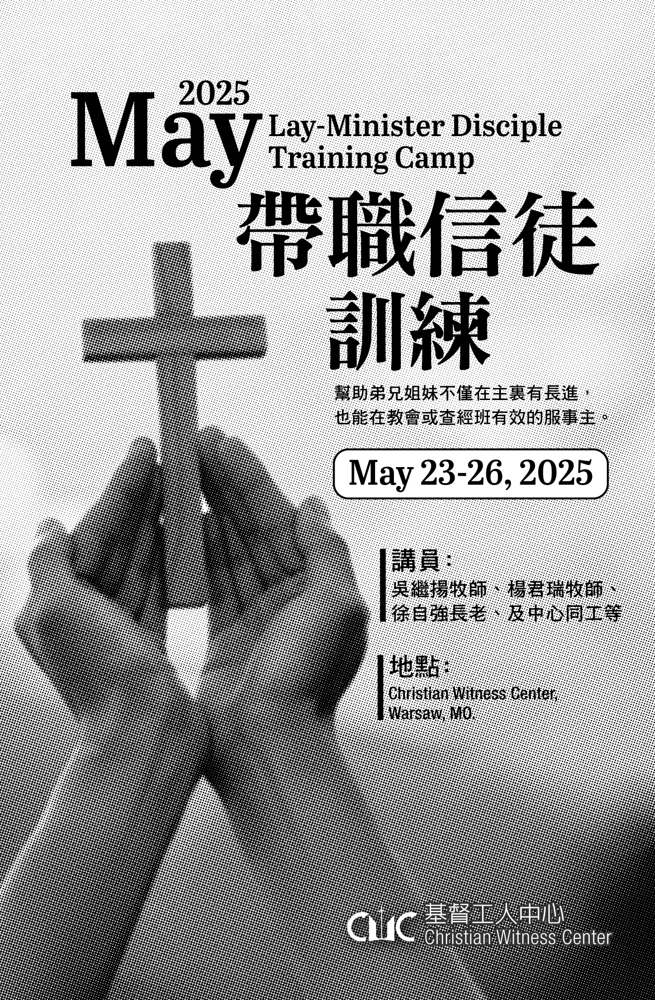 2025
May
Lay-Minister Disciple
Training Camp
帶職信徒
訓練
幫助弟兄姐妹不僅在主裏有長進，
也能在教會或查經班有效的服事主。
May 23-26, 2025
講員：
吳繼揚牧師、楊君瑞牧師、
徐自強長老、及中心同工等
地點：
Christian Witness Center,
Warsaw, MO.
CWC
基督工人中心
Christian Witness Center